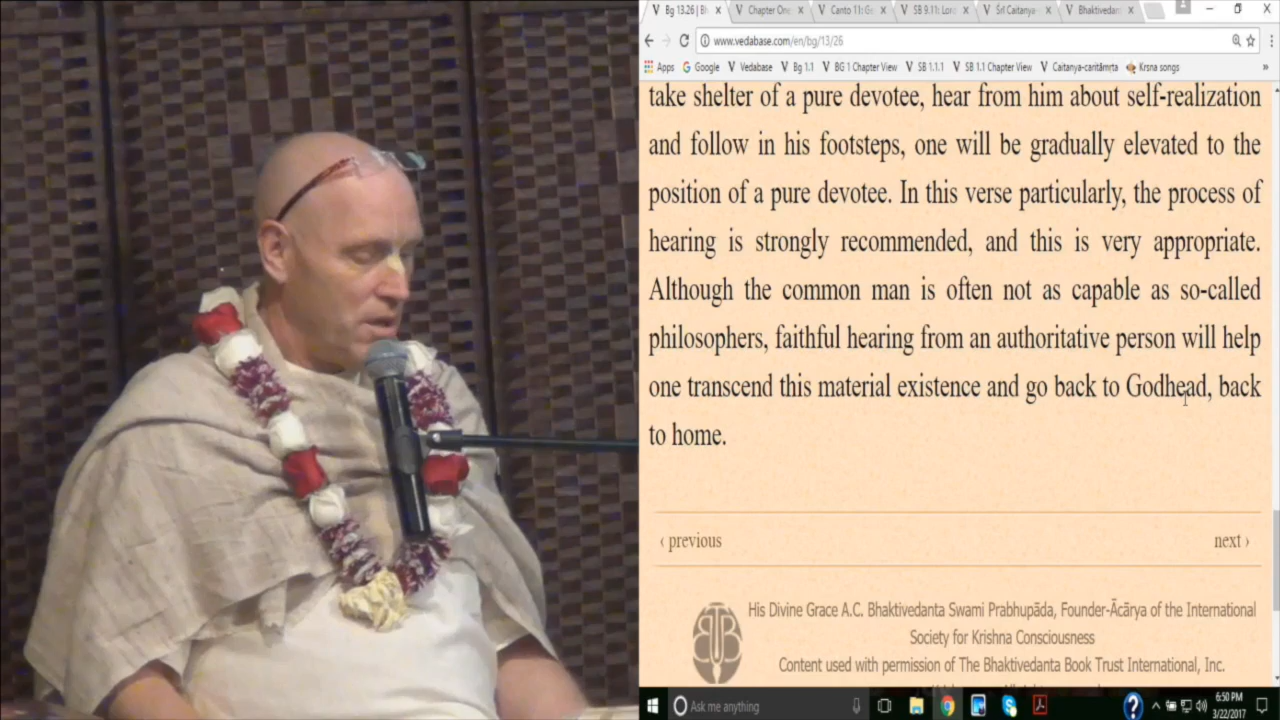 Bg 13.26 | Bh
Chapter One:
Canto 11: Ge
SB 9.11: Lor
Śrī Caitanya-
Bhaktivedan
www.vedabase.com/en/bg/13/26
Apps Google Vedabase Bg 1.1 BG 1 Chapter View SB 1.1.1 SB 1.1 Chapter View Caitanya-caritāmṛta Krsna songs »
take shelter of a pure devotee, hear from him about self-realization
and follow in his footsteps, one will be gradually elevated to the
position of a pure devotee. In this verse particularly, the process of
hearing is strongly recommended, and this is very appropriate.
Although the common man is often not as capable as so-called
philosophers, faithful hearing from an authoritative person will help
one transcend this material existence and go back to Godhead, back
to home.
‹ previous
next ›
His Divine Grace A.C. Bhaktivedanta Swami Prabhupāda, Founder-Ācārya of the International
Society for Krishna Consciousness
Content used with permission of The Bhaktivedanta Book Trust International, Inc.
Ask me anything
6:50 PM
3/22/2017